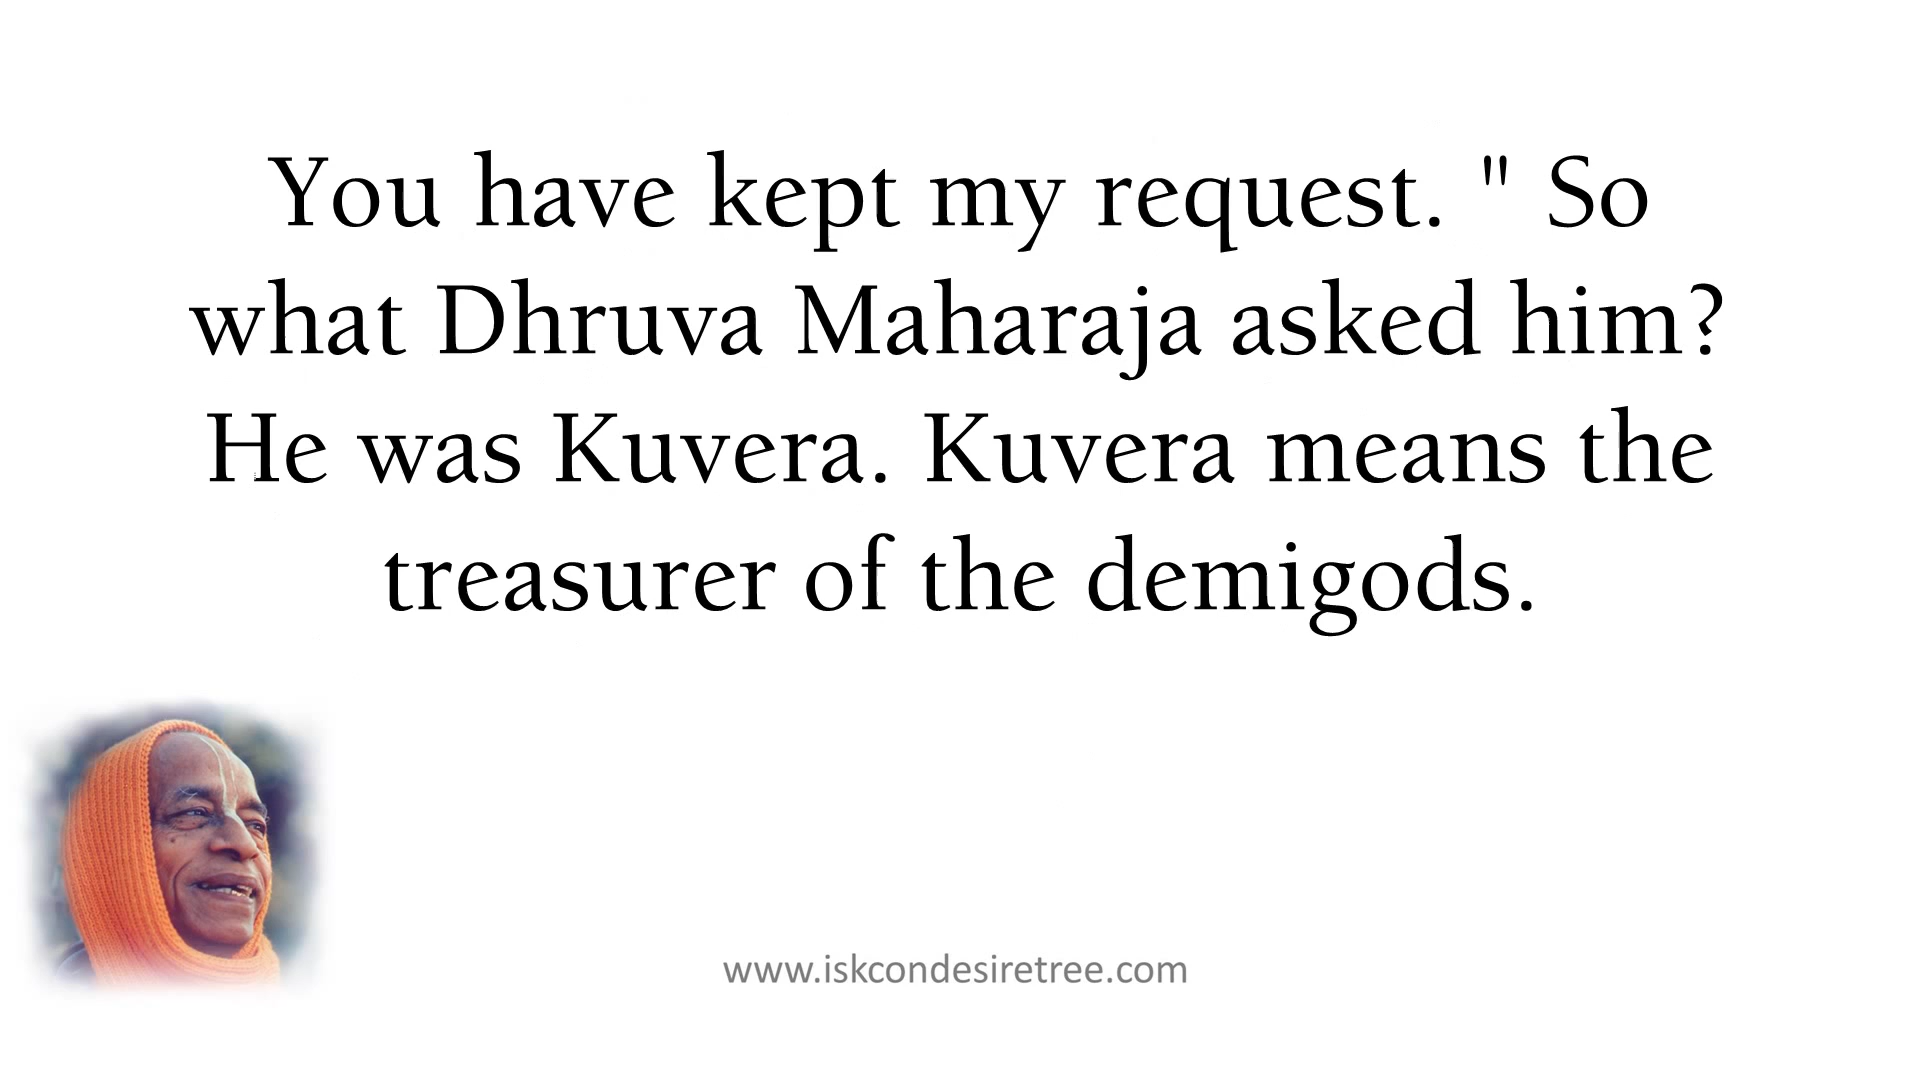 You have kept my request. " So
what Dhruva Maharaja asked him?
He was Kuvera. Kuvera means the
treasurer of the demigods.
www.iskcondesiretree.com